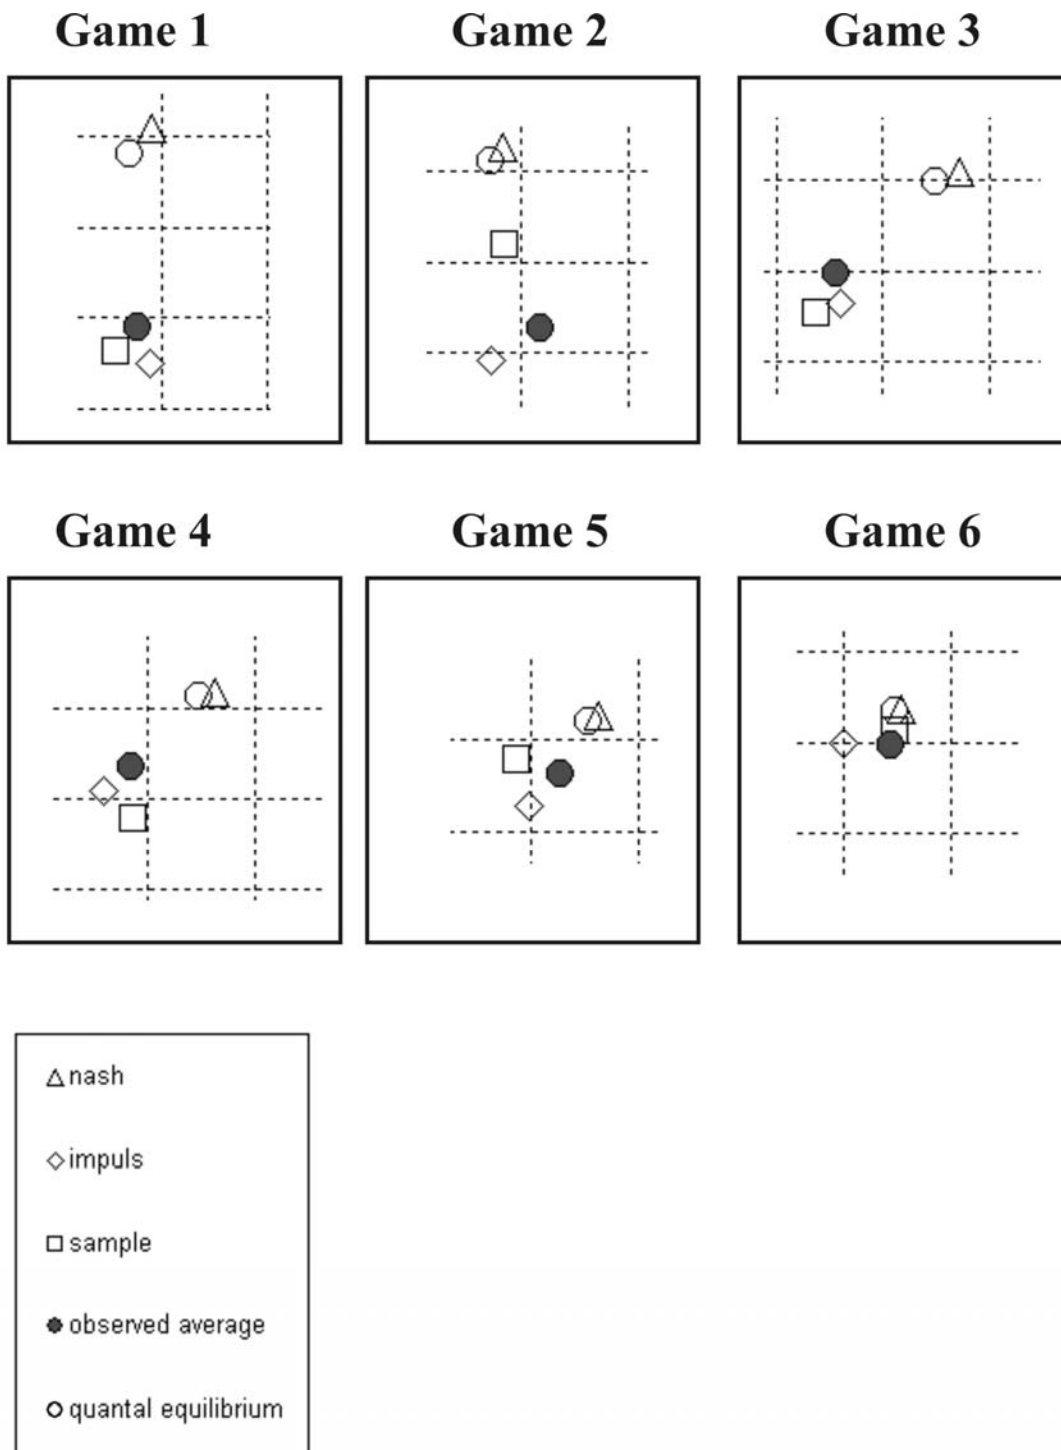 Game 1
Game 2
Game 3
Game 4
Game 5
Game 6
nash
impuls
sample
observed average
quantal equilibrium